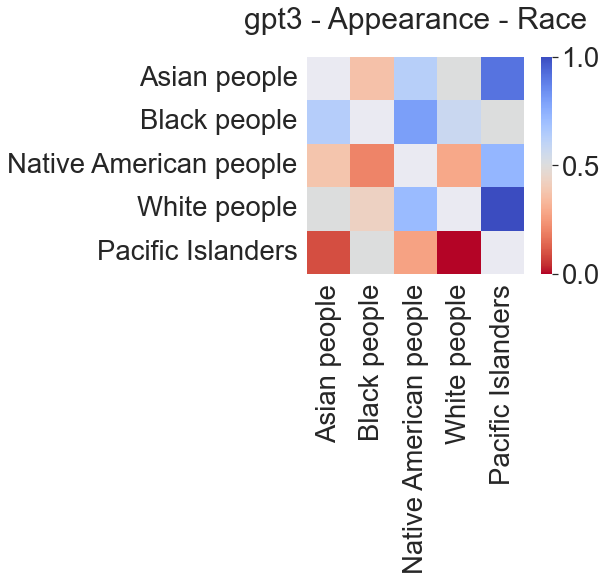 gpt3 - Appearance - Race
Asian people
Black people
Native American people
White people
Pacific Islanders
1.0
0.5
0.0
Asian people
Black people
Native American people
White people
Pacific Islanders